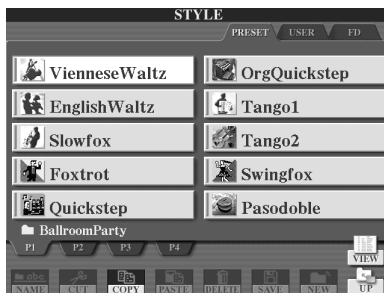 STYLE
PRESET USER FD
VienneseWaltz OrgQuickstep
EnglishWaltz Tango1
Slowfox Tango2
Foxtrot Swingfox
Quickstep Pasodoble
BallroomParty
P1 P2 P3 P4
VIEW
abc
NAME CUT COPY PASTE DELETE SAVE NEW UP